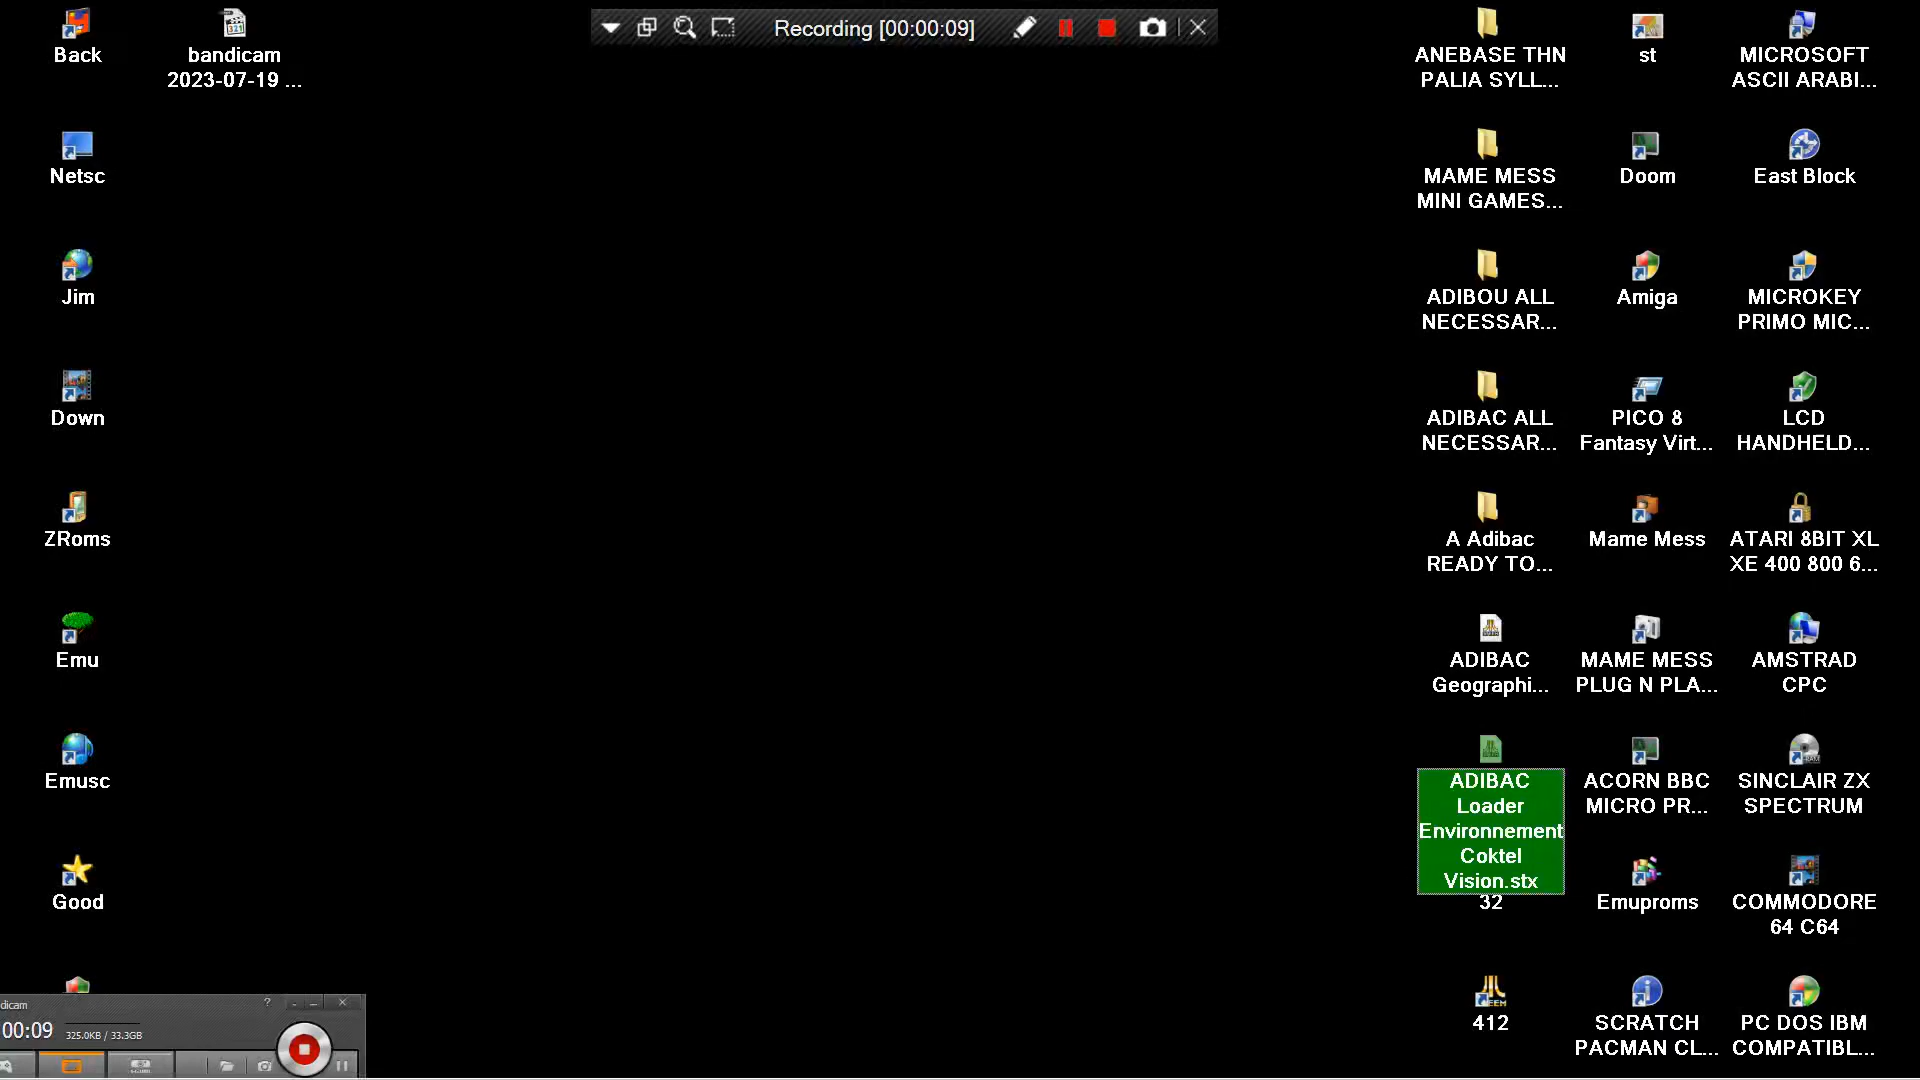 Recording [00:00:09]
Back
bandicam
2023-07-19 ...
Netsc
Jim
Down
ZRoms
Emu
Emusc
Good
ANEBASE THN
PALIA SYLL...
MAME MESS
MINI GAMES...
ADIBOU ALL
NECESSAR...
ADIBAC ALL
NECESSAR...
A Adibac
READY TO...
ADIBAC
Geographi...
ADIBAC
Loader
Environnement
Coktel
Vision.stx
32
412
st
Doom
Amiga
PICO 8
Fantasy Virt...
Mame Mess
MAME MESS
PLUG N PLA...
ACORN BBC
MICRO PR...
Emuproms
SCRATCH
PACMAN CL...
MICROSOFT
ASCII ARABI...
East Block
MICROKEY
PRIMO MIC...
LCD
HANDHELD...
ATARI 8BIT XL
XE 400 800 6...
AMSTRAD
CPC
SINCLAIR ZX
SPECTRUM
COMMODORE
64 C64
PC DOS IBM
COMPATIBL...
dicam
00:09
325.0KB / 33.3GB